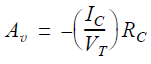 A_v = -(I_C / V_T) R_C